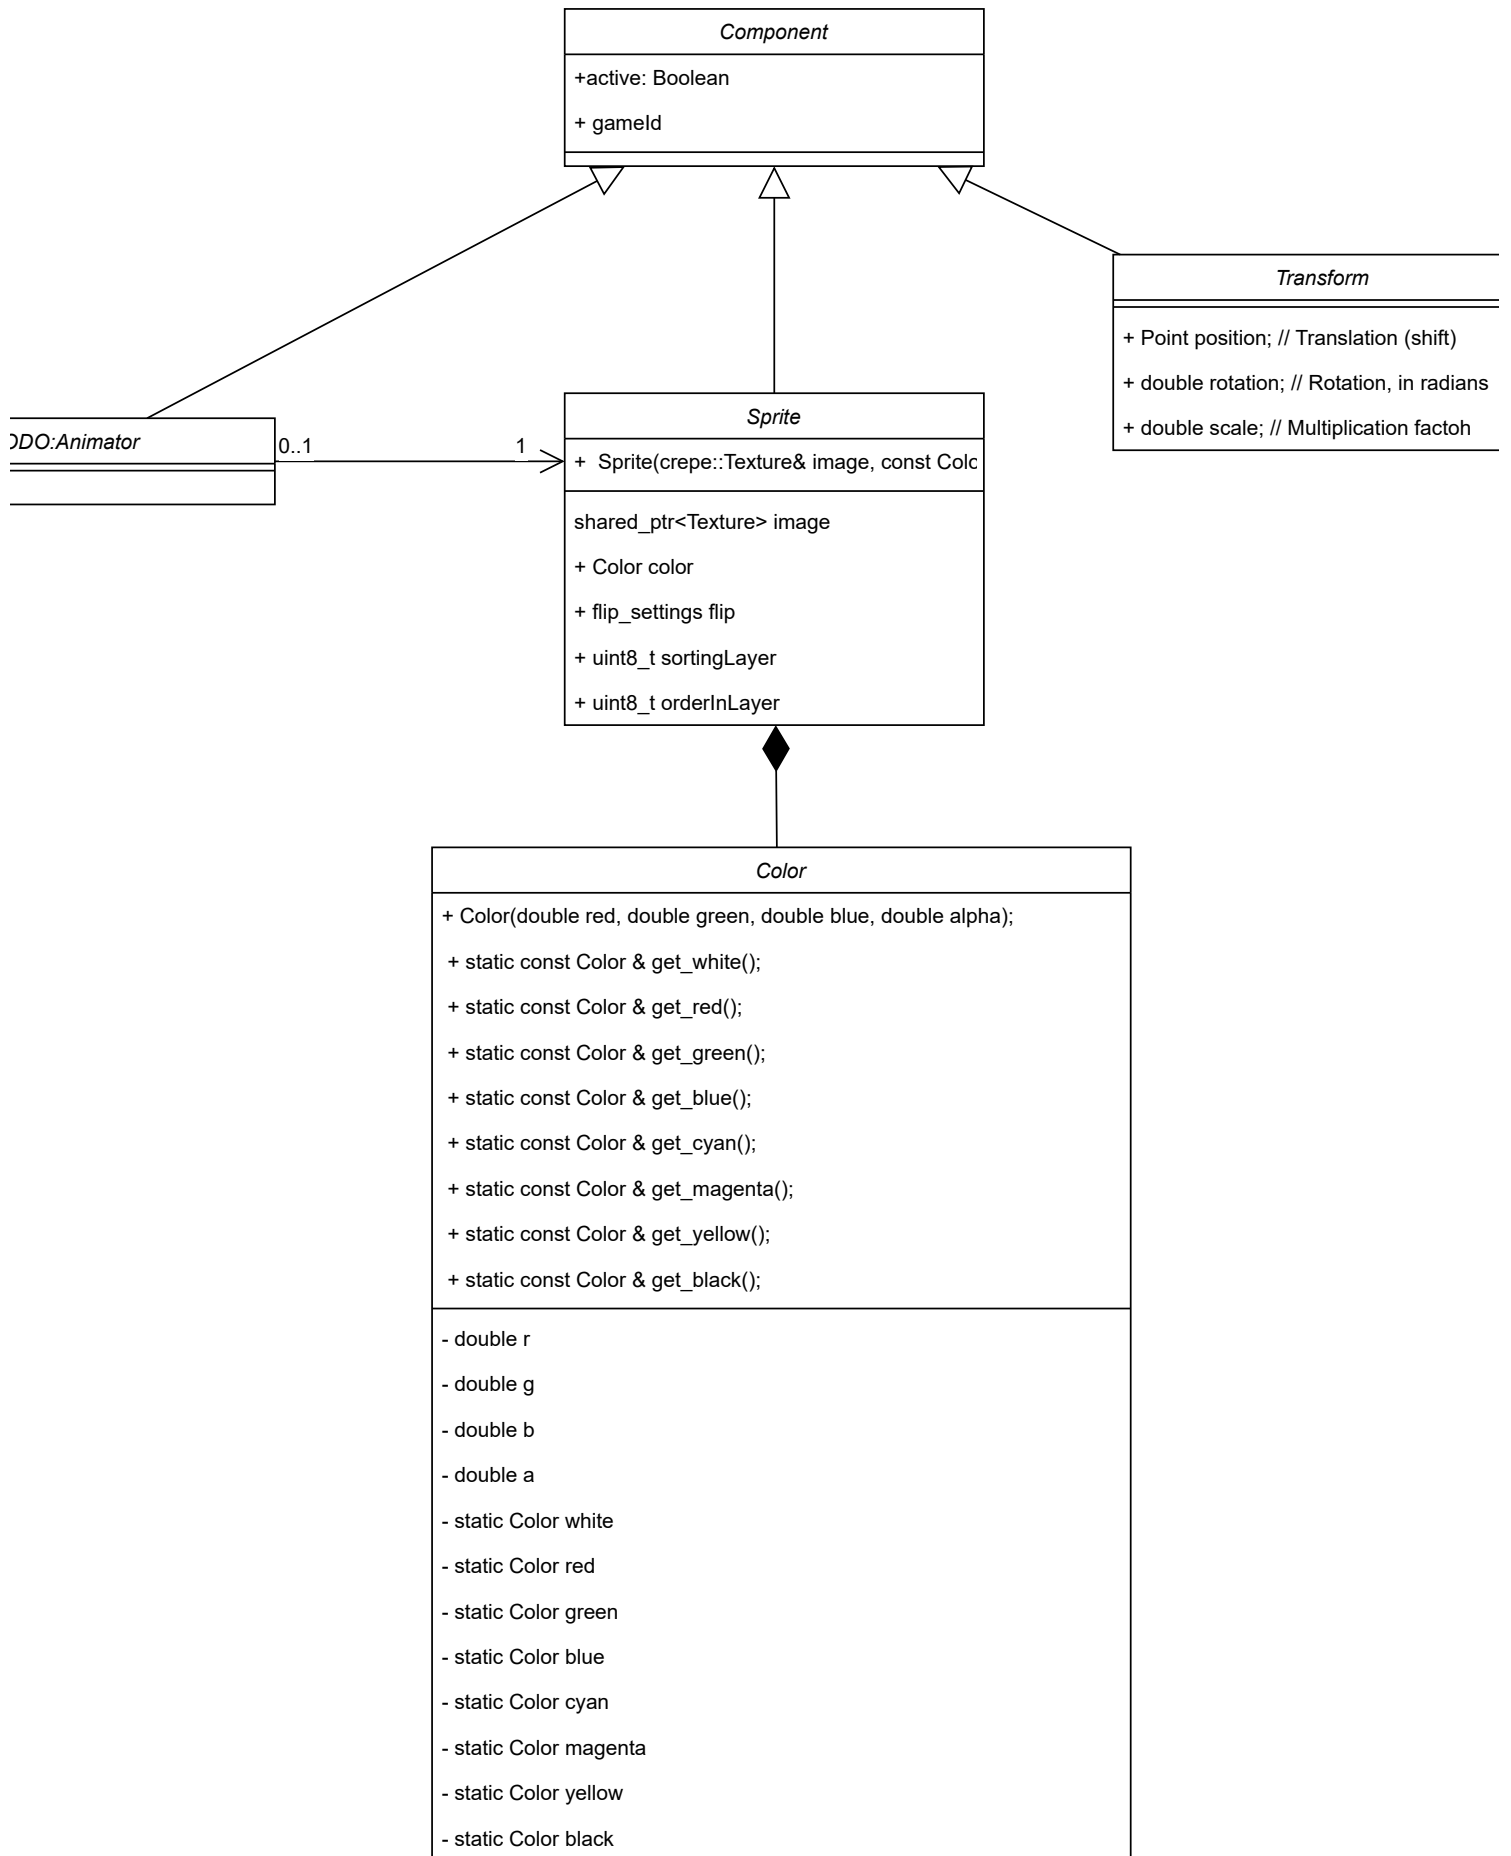 Component
+active: Boolean
+ gameId
Transform
+ Point position; // Translation (shift)
+ double rotation; // Rotation, in radians
+ double scale; // Multiplication factoh
ODO:Animator
0..1
1
Sprite
+ Sprite(crepe::Texture& image, const Colo
shared_ptr<Texture> image
+ Color color
+ flip_settings flip
+ uint8_t sortingLayer
+ uint8_t orderInLayer
Color
+ Color(double red, double green, double blue, double alpha);
+ static const Color & get_white();
+ static const Color & get_red();
+ static const Color & get_green();
+ static const Color & get_blue();
+ static const Color & get_cyan();
+ static const Color & get_magenta();
+ static const Color & get_yellow();
+ static const Color & get_black();
- double r
- double g
- double b
- double a
- static Color white
- static Color red
- static Color green
- static Color blue
- static Color cyan
- static Color magenta
- static Color yellow
- static Color black